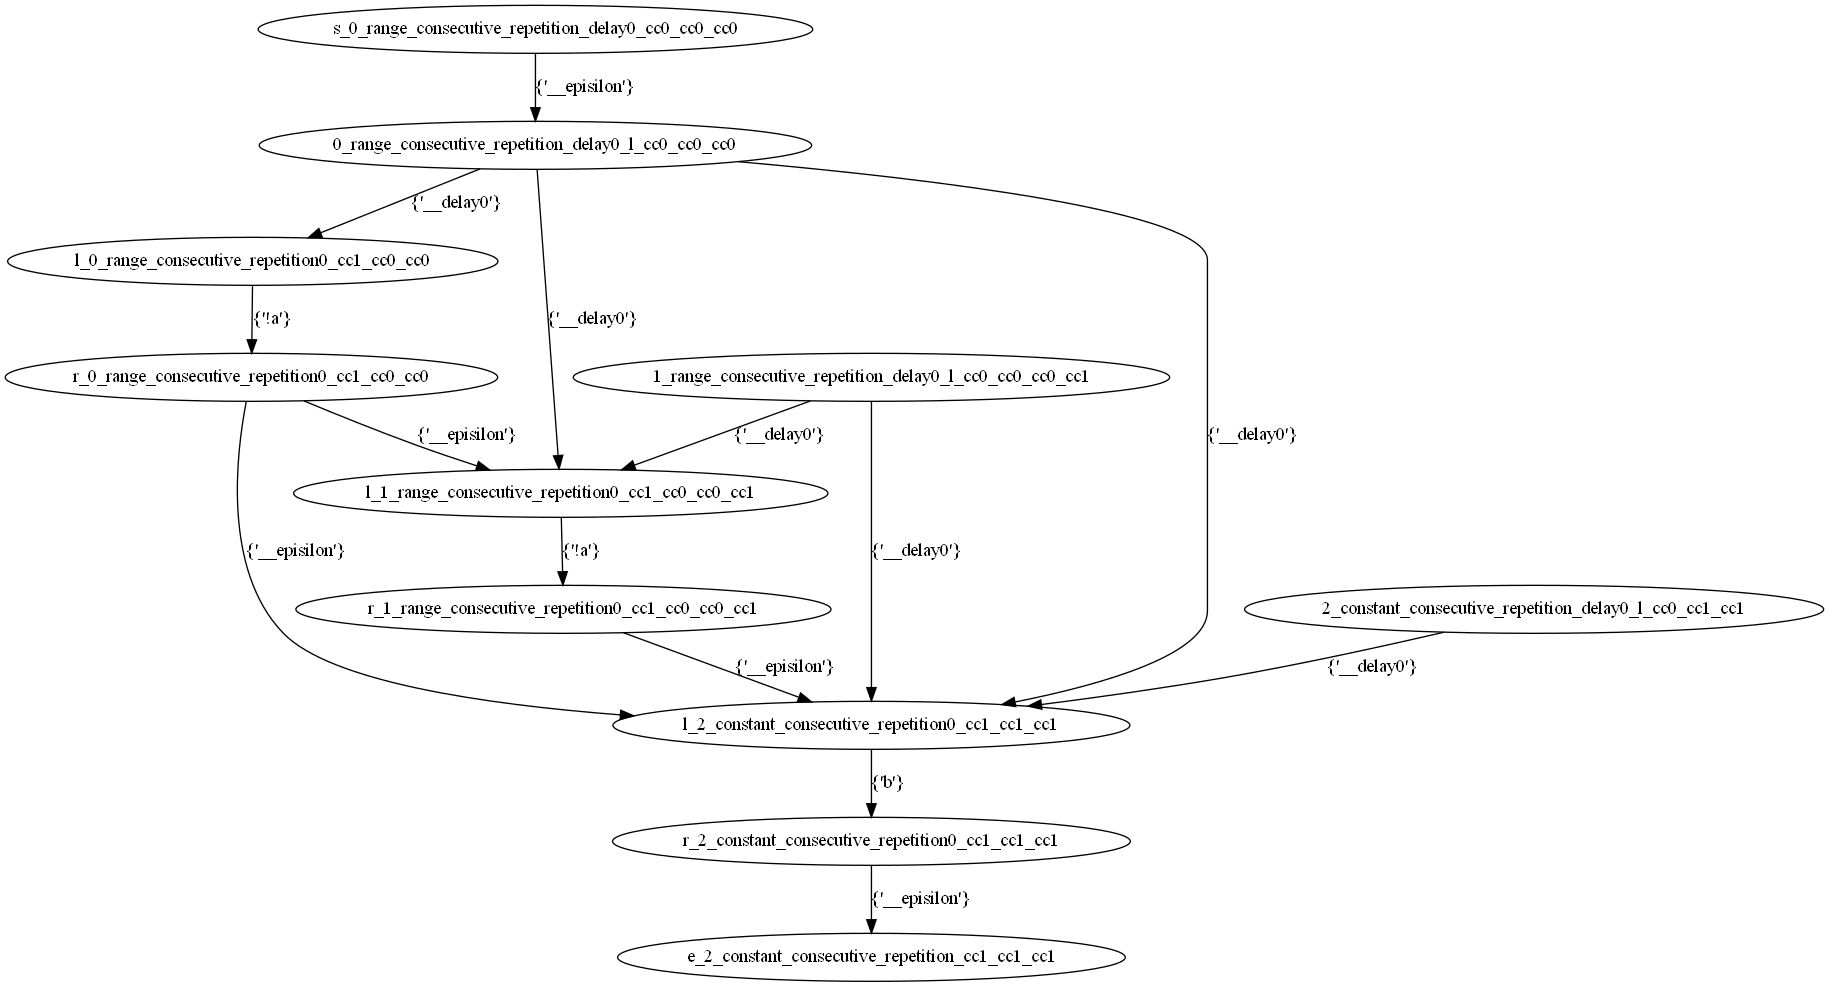 s_0_range_consecutive_repetition_delay0_cc0_cc0_cc0
{'__episilon'}
0_range_consecutive_repetition_delay0_l_cc0_cc0_cc0
{'__delay0'}
l_0_range_consecutive_repetition0_cc1_cc0_cc0
{'!a'}
{'__delay0'}
r_0_range_consecutive_repetition0_cc1_cc0_cc0
1_range_consecutive_repetition_delay0_l_cc0_cc0_cc0_cc1
{'__episilon'}
{'__delay0'}
{'__delay0'}
l_1_range_consecutive_repetition0_cc1_cc0_cc0_cc1
{'__episilon'}
{'!a'}
{'__delay0'}
r_1_range_consecutive_repetition0_cc1_cc0_cc0_cc1
2_constant_consecutive_repetition_delay0_l_cc0_cc1_cc1
{'__episilon'}
{'__delay0'}
l_2_constant_consecutive_repetition0_cc1_cc1_cc1
{'b'}
r_2_constant_consecutive_repetition0_cc1_cc1_cc1
{'__episilon'}
e_2_constant_consecutive_repetition_cc1_cc1_cc1